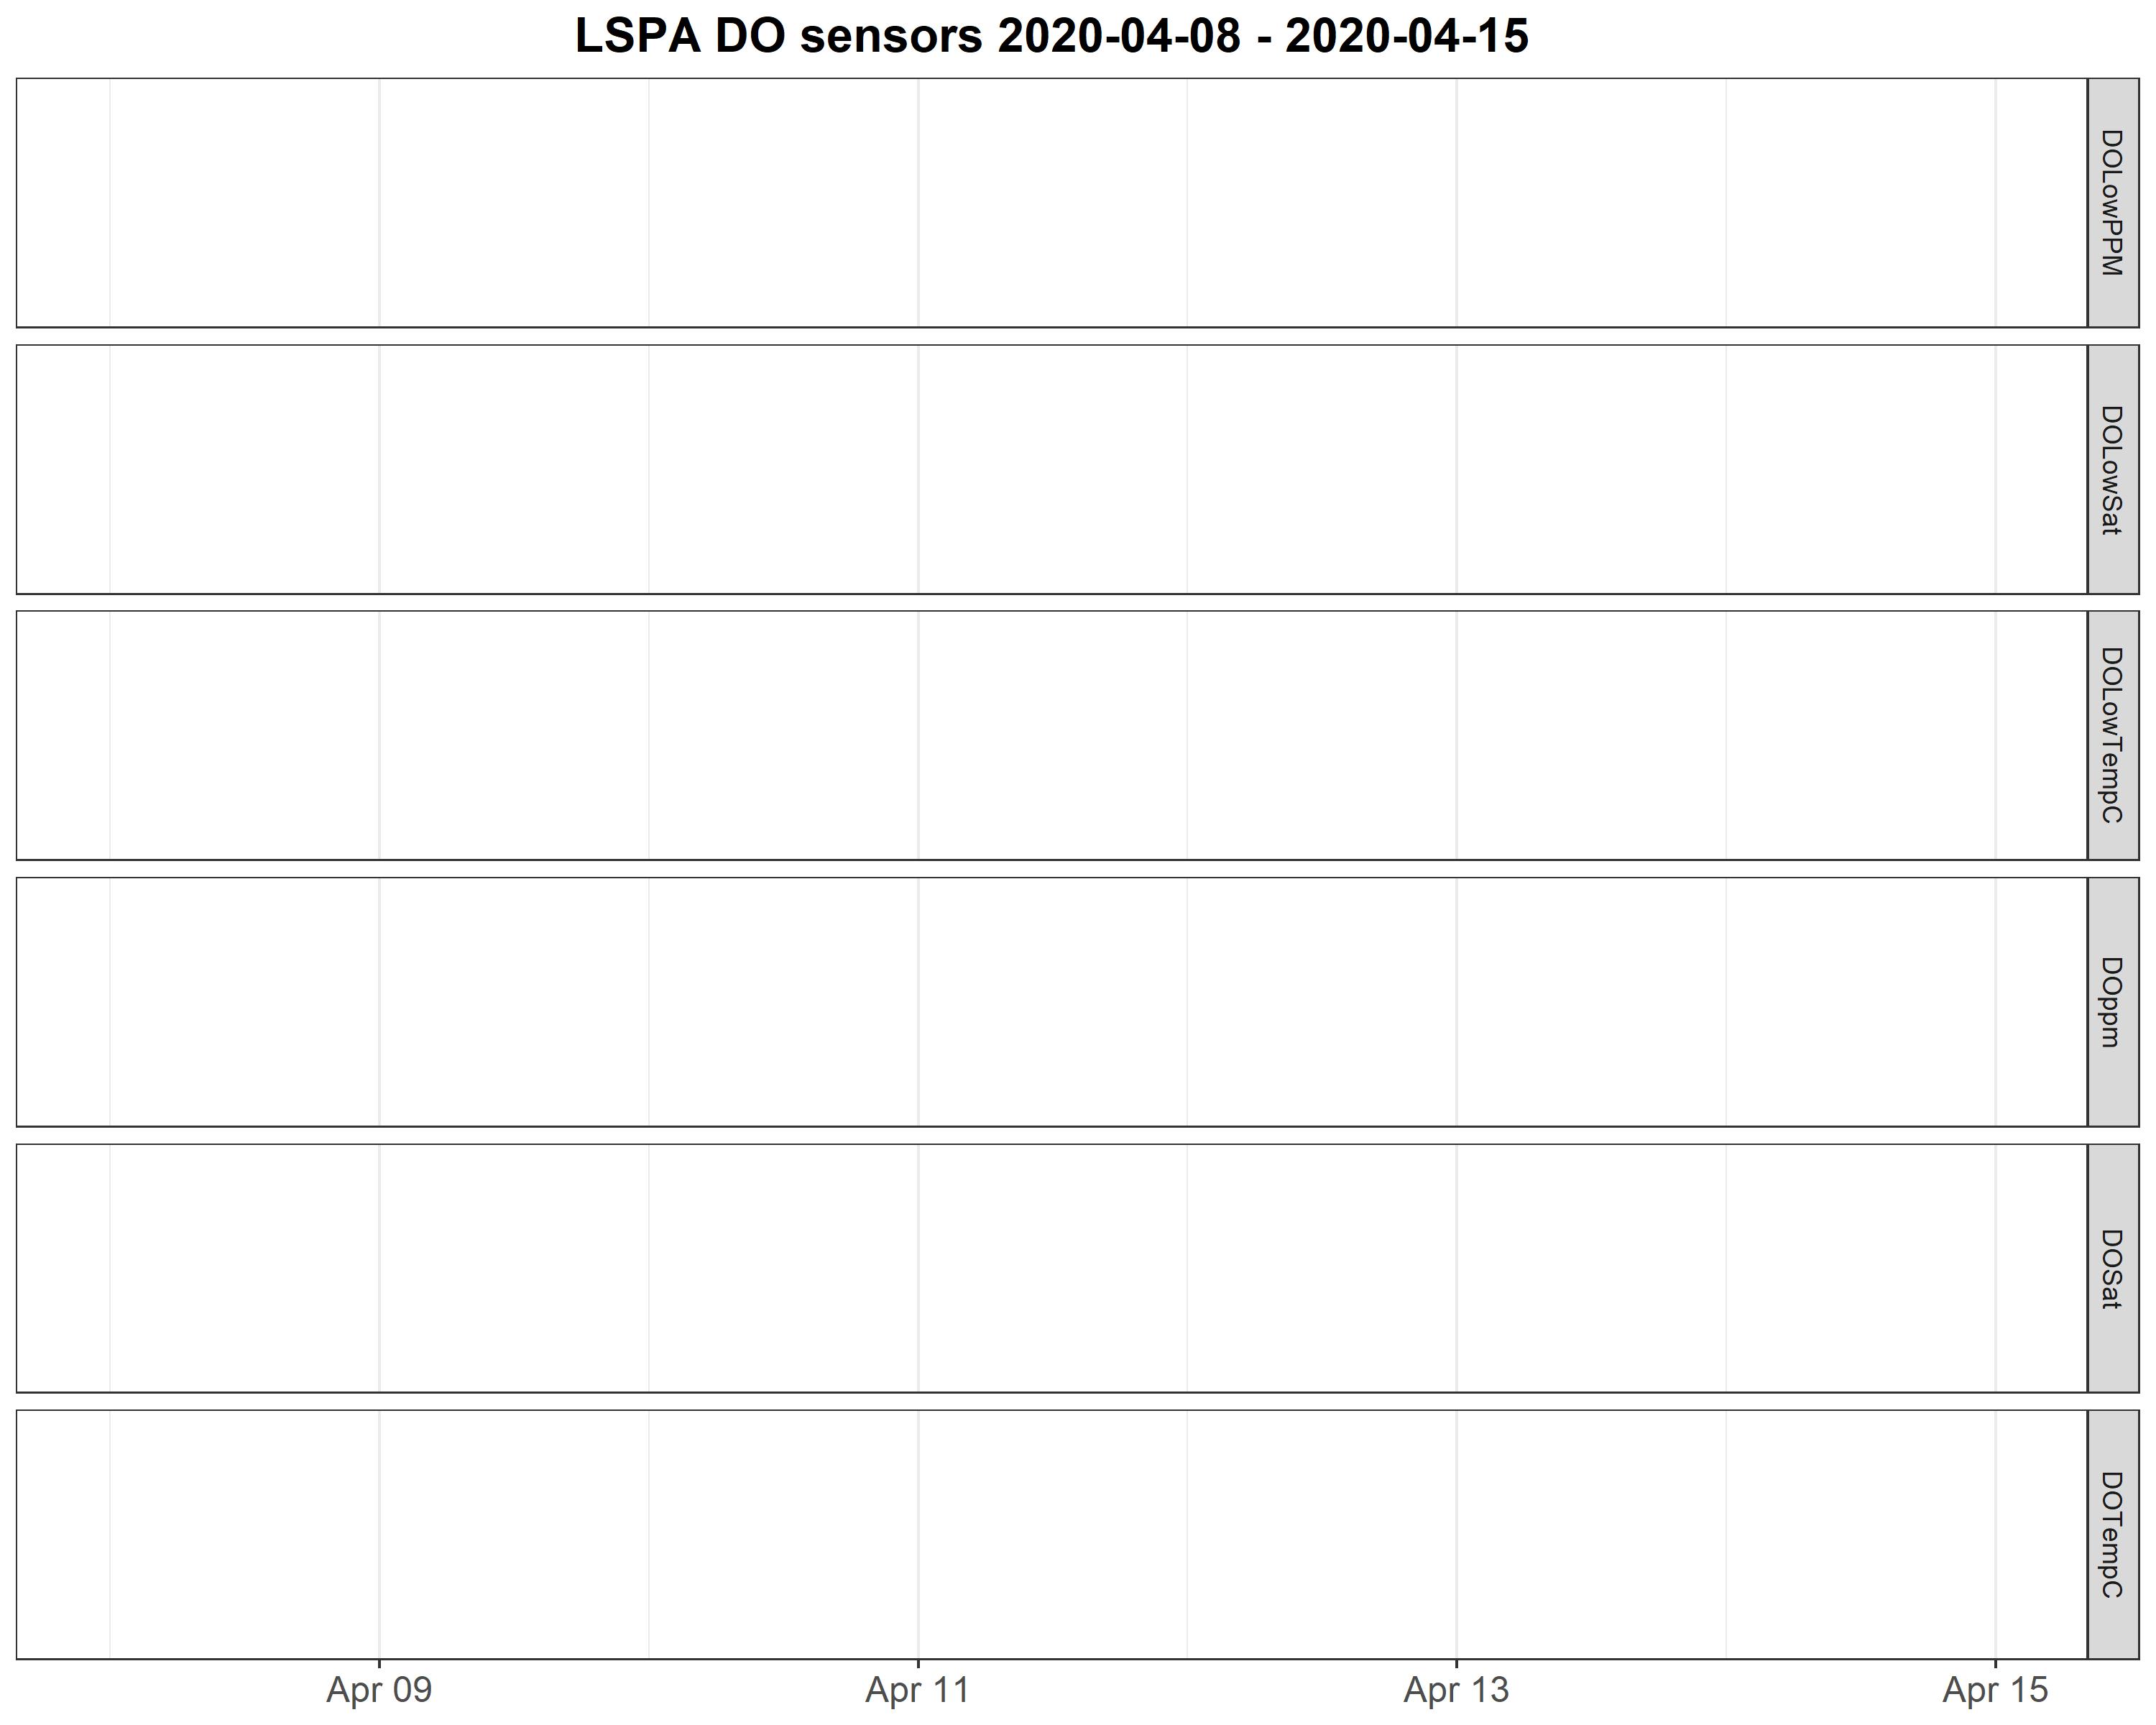 LSPA DO sensors 2020-04-08 - 2020-04-15
DOLowPPM
DOLowSat
DOLowTempC
DOppm
DOSat
DOTempC
Apr 09 Apr 11 Apr 13 Apr 15